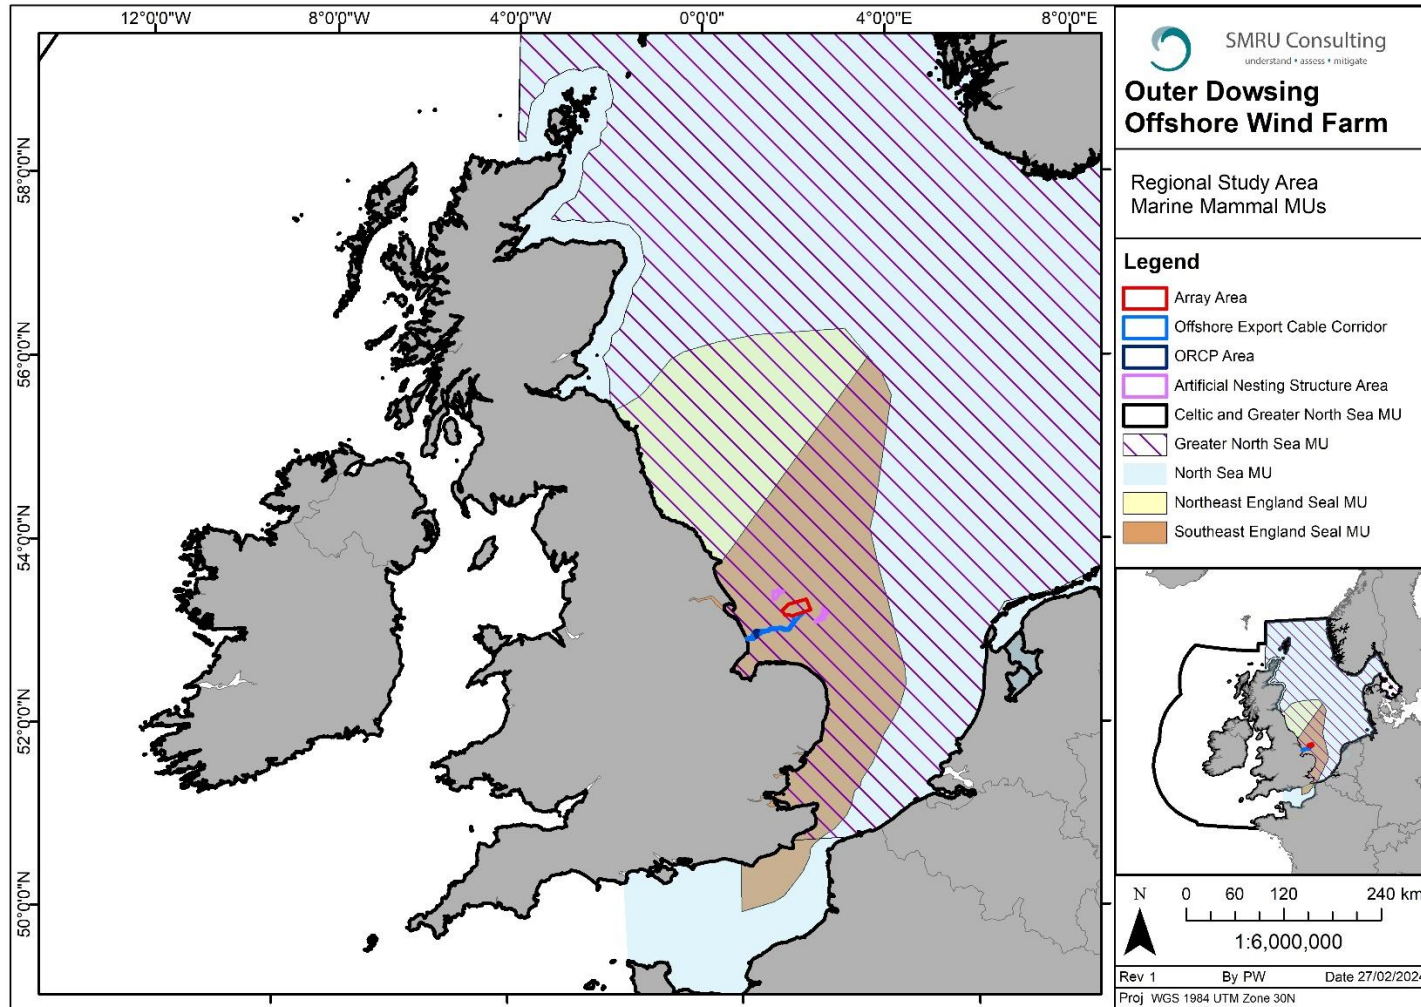 12°0'0"W 8°0'0"W 4°0'0"W 0°0'0" 4°0'0"E 8°0'0"E
58°0'0"N
56°0'0"N
54°0'0"N
52°0'0"N
50°0'0"N
SMRU Consulting
understand • assess • mitigate
Outer Dowsing
Offshore Wind Farm
Regional Study Area
Marine Mammal MUs
Legend
Array Area
Offshore Export Cable Corridor
ORCP Area
Artificial Nesting Structure Area
Celtic and Greater North Sea MU
Greater North Sea MU
North Sea MU
Northeast England Seal MU
Southeast England Seal MU
N 0 60 120 240 km
1:6,000,000
Rev 1 By PW Date 27/02/2024
Proj WGS 1984 UTM Zone 30N